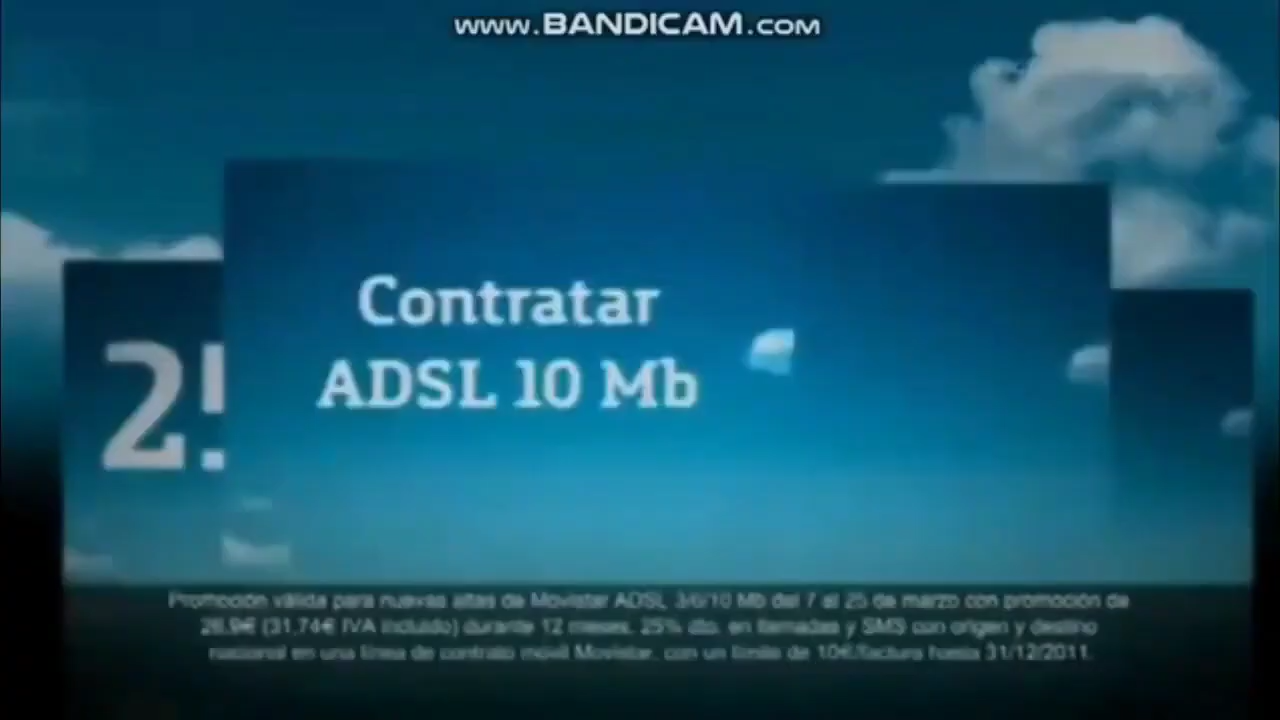 www.BANDICAM.com
Contratar
ADSL 10 Mb
25
Promoción válida para nuevas altas de Movistar ADSL 3/6/10 Mb del 7 al 25 de marzo con promoción de
26,9€ (31,74€ IVA incluido) durante 12 meses. 25% dto. en llamadas y SMS con origen y destino
nacional en una línea de contrato móvil Movistar, con un límite de 10€/factura hasta 31/12/2011.